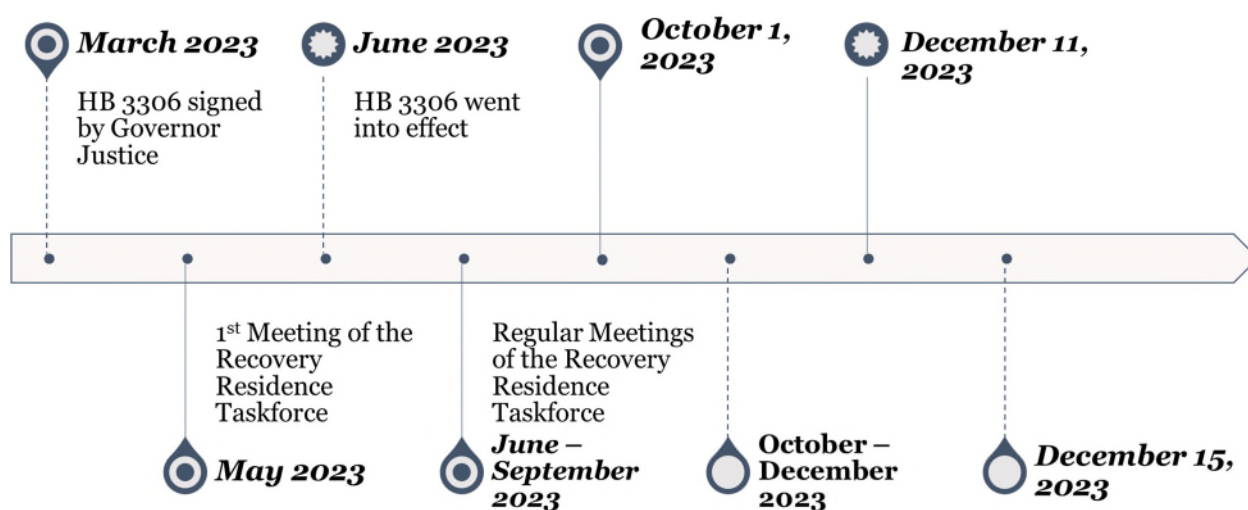 March 2023
HB 3306 signed
by Governor
Justice
June 2023
HB 3306 went
into effect
October 1,
2023
December 11,
2023
1st Meeting of the
Recovery
Residence
Taskforce
May 2023
Regular Meetings
of the Recovery
Residence
Taskforce
June –
September
2023
October –
December
2023
December 15,
2023